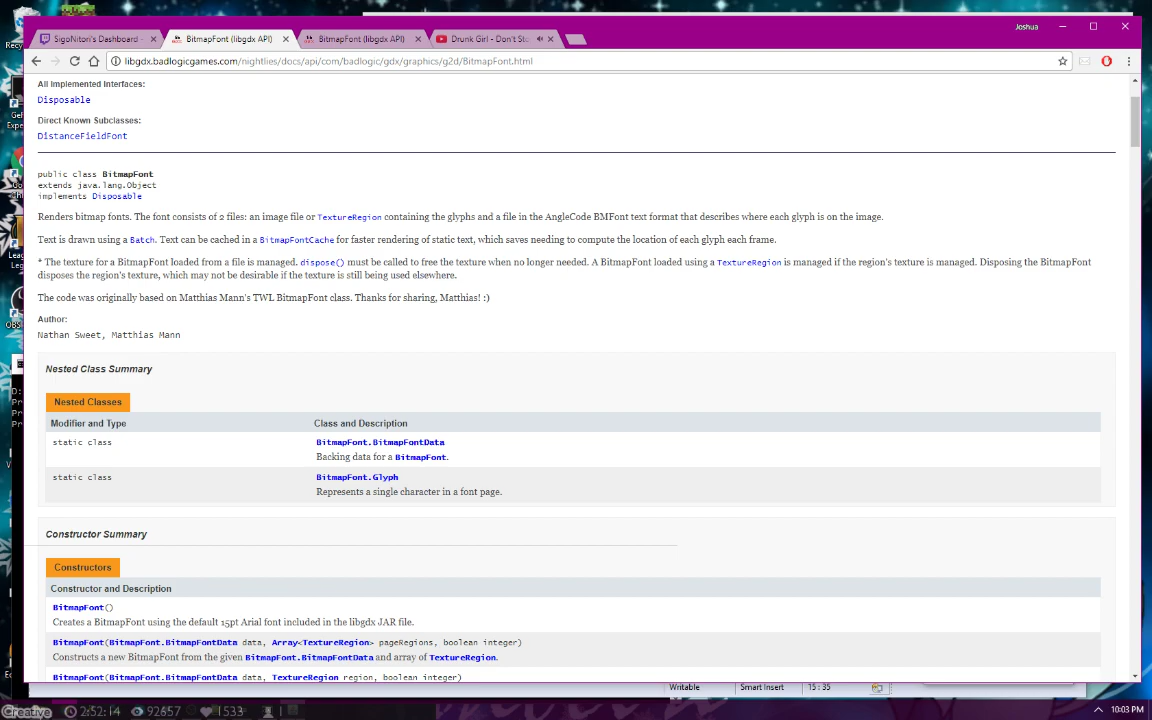 Joshua
SigoNitori's Dashboard -
BitmapFont (libgdx API)
BitmapFont (libgdx API)
Drunk Girl - Don't Sto
libgdx.badlogicgames.com/nightlies/docs/api/com/badlogic/gdx/graphics/g2d/BitmapFont.html
All Implemented Interfaces:
Disposable
Direct Known Subclasses:
DistanceFieldFont
public class BitmapFont
extends java.lang.Object
implements Disposable
Renders bitmap fonts. The font consists of 2 files: an image file or TextureRegion containing the glyphs and a file in the AngleCode BMFont text format that describes where each glyph is on the image.
Text is drawn using a Batch. Text can be cached in a BitmapFontCache for faster rendering of static text, which saves needing to compute the location of each glyph each frame.
* The texture for a BitmapFont loaded from a file is managed. dispose() must be called to free the texture when no longer needed. A BitmapFont loaded using a TextureRegion is managed if the region's texture is managed. Disposing the BitmapFont
disposes the region's texture, which may not be desirable if the texture is still being used elsewhere.
The code was originally based on Matthias Mann's TWL BitmapFont class. Thanks for sharing, Matthias! :)
Author:
Nathan Sweet, Matthias Mann
Nested Class Summary
Nested Classes
Modifier and Type Class and Description
static class BitmapFont.BitmapFontData
Backing data for a BitmapFont.
static class BitmapFont.Glyph
Represents a single character in a font page.
Constructor Summary
Constructors
Constructor and Description
BitmapFont()
Creates a BitmapFont using the default 15pt Arial font included in the libgdx JAR file.
BitmapFont(BitmapFont.BitmapFontData data, Array<TextureRegion> pageRegions, boolean integer)
Constructs a new BitmapFont from the given BitmapFont.BitmapFontData and array of TextureRegion.
BitmapFont(BitmapFont.BitmapFontData data, TextureRegion region, boolean integer)
Writable Smart Insert 15 : 35
Creative 2:52:14 92657 1533 1 10:03 PM